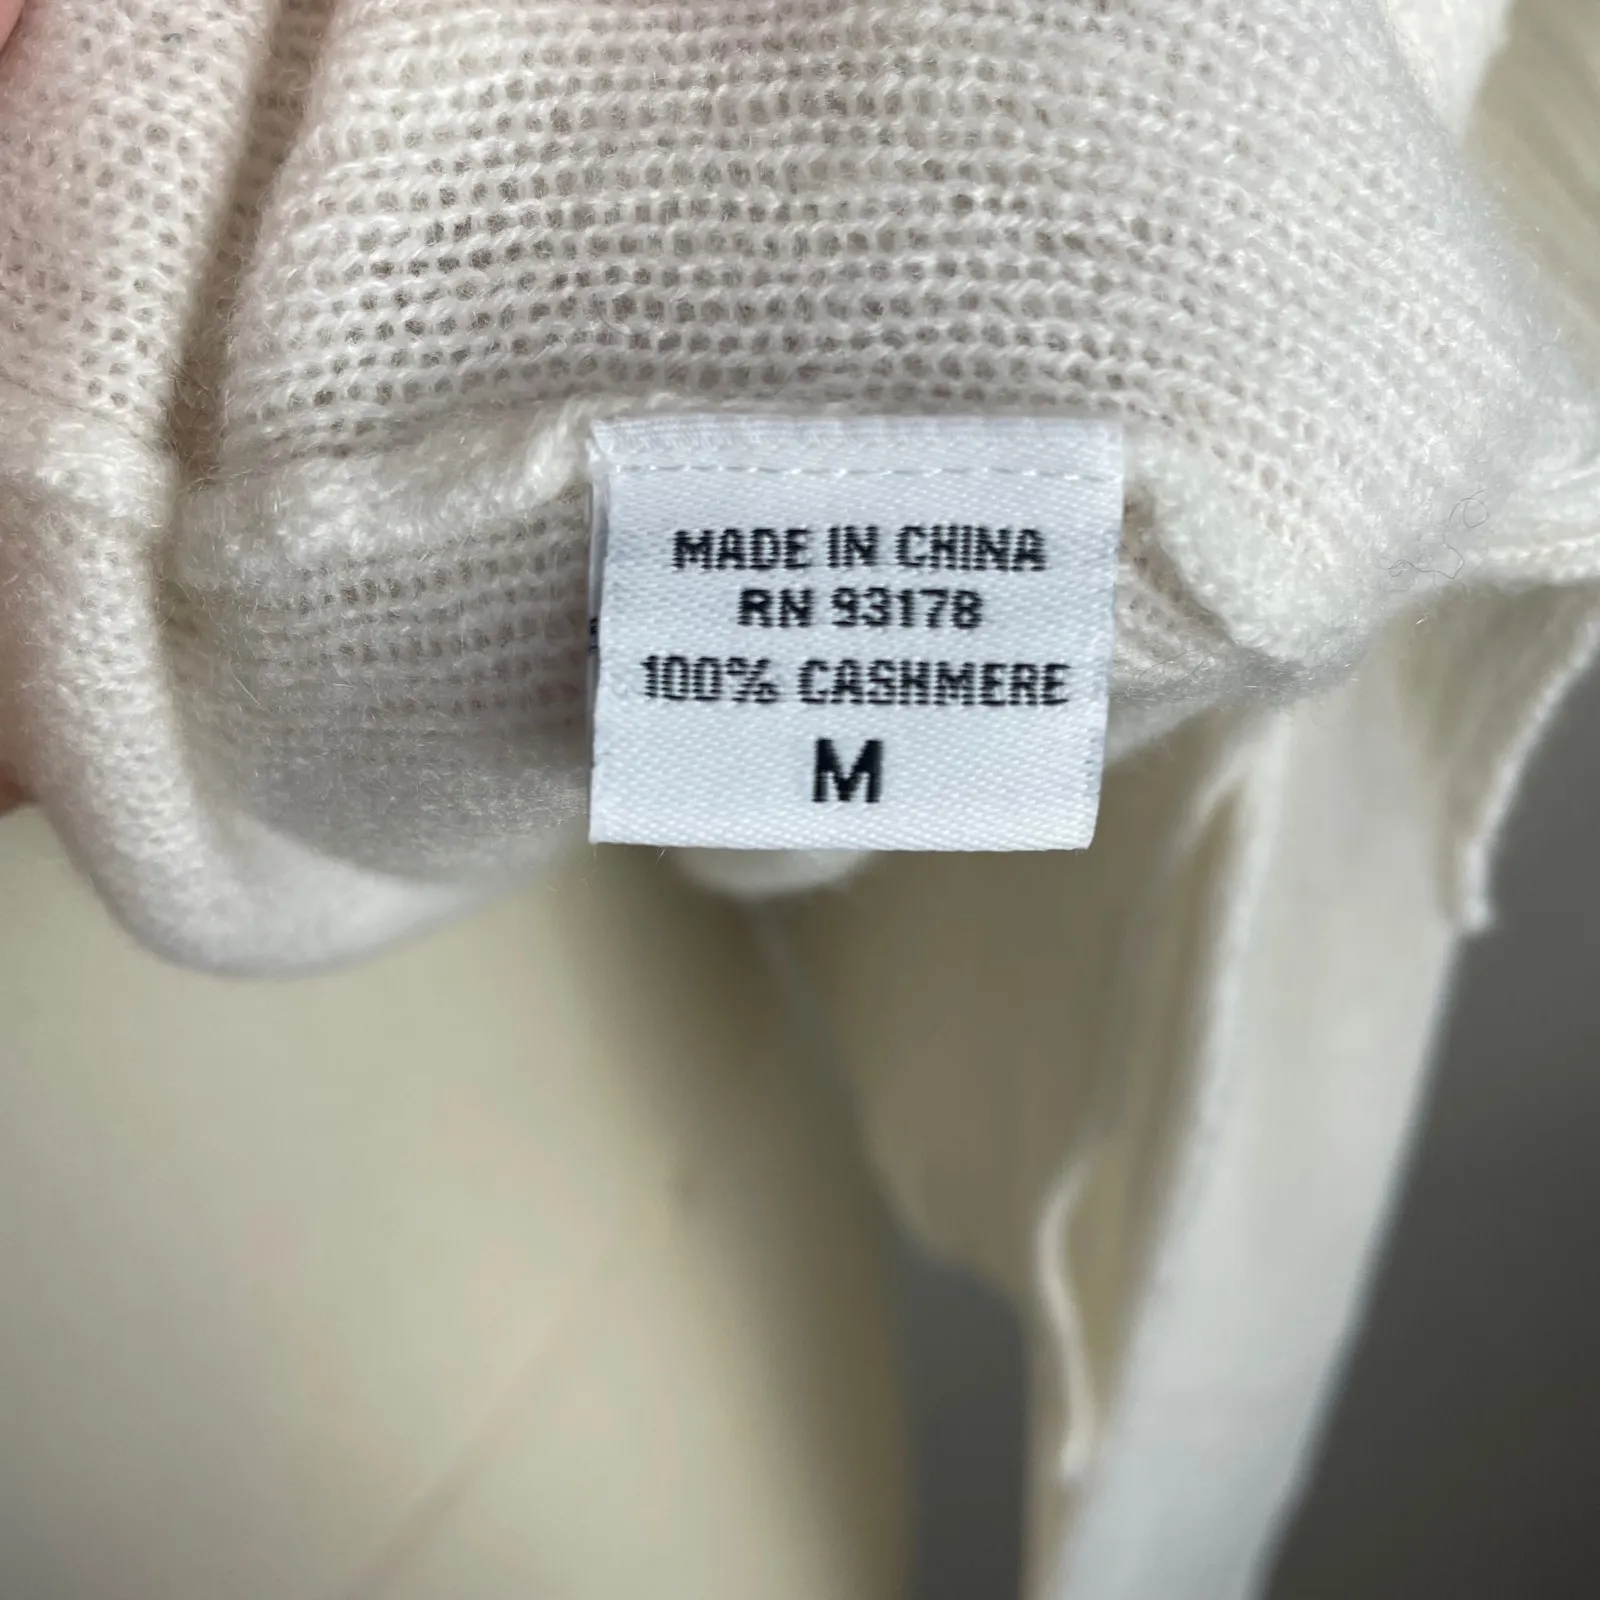 MADE IN CHINA
RN 93178
100% CASHMERE
M